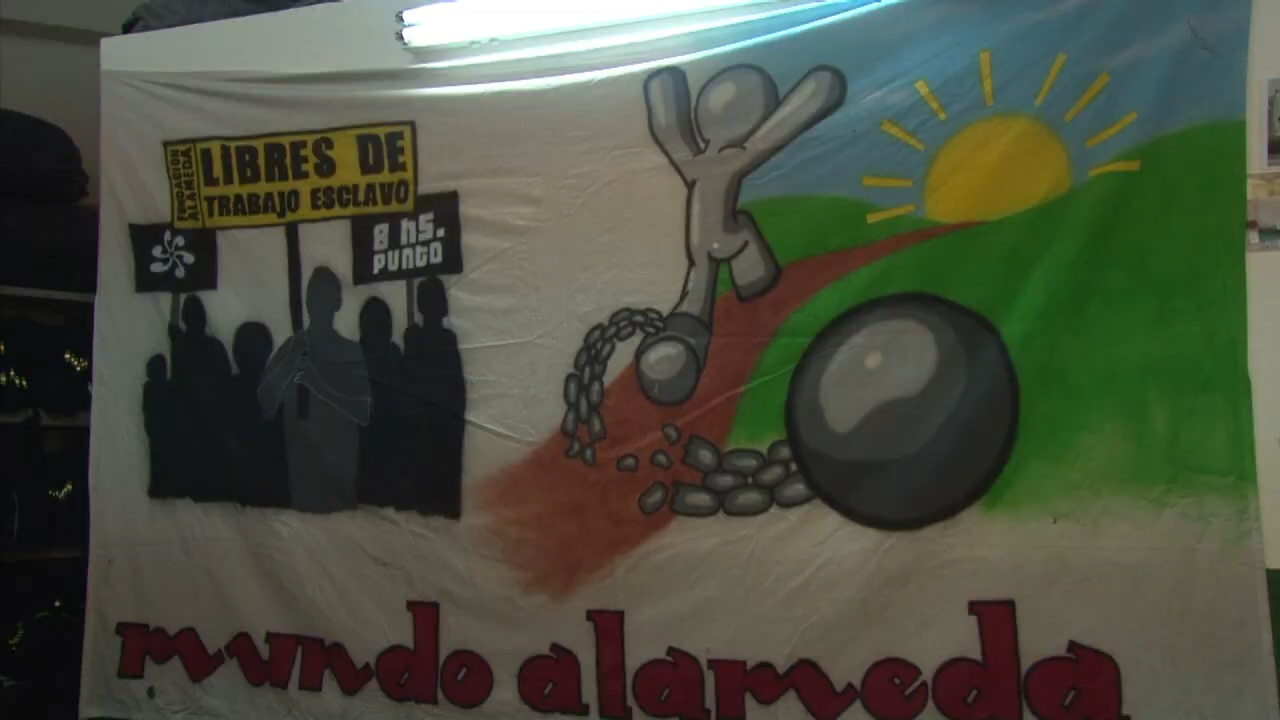 FUNDACION
ALAMEDA
LIBRES DE
TRABAJO ESCLAVO
8 hS.
PUNTO
mundo alameda